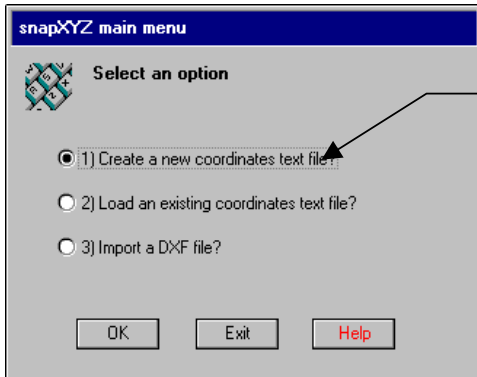 snapXYZ main menu
Select an option
1) Create a new coordinates text file?
2) Load an existing coordinates text file?
3) Import a DXF file?
OK Exit Help